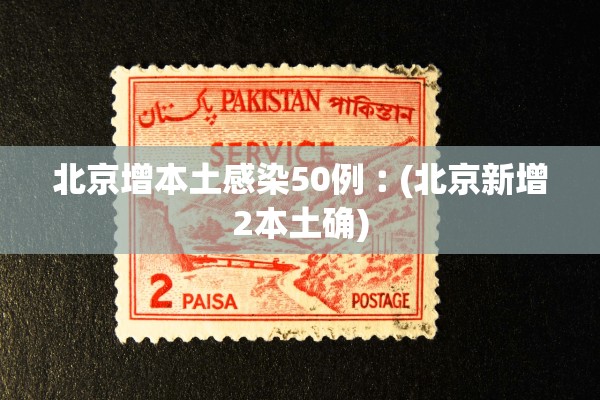 پاکستان PAKISTAN পাকিস্তান
SERVICE
北京增本土感染50例：(北京新增
2本土确)
2 PAISA POSTAGE